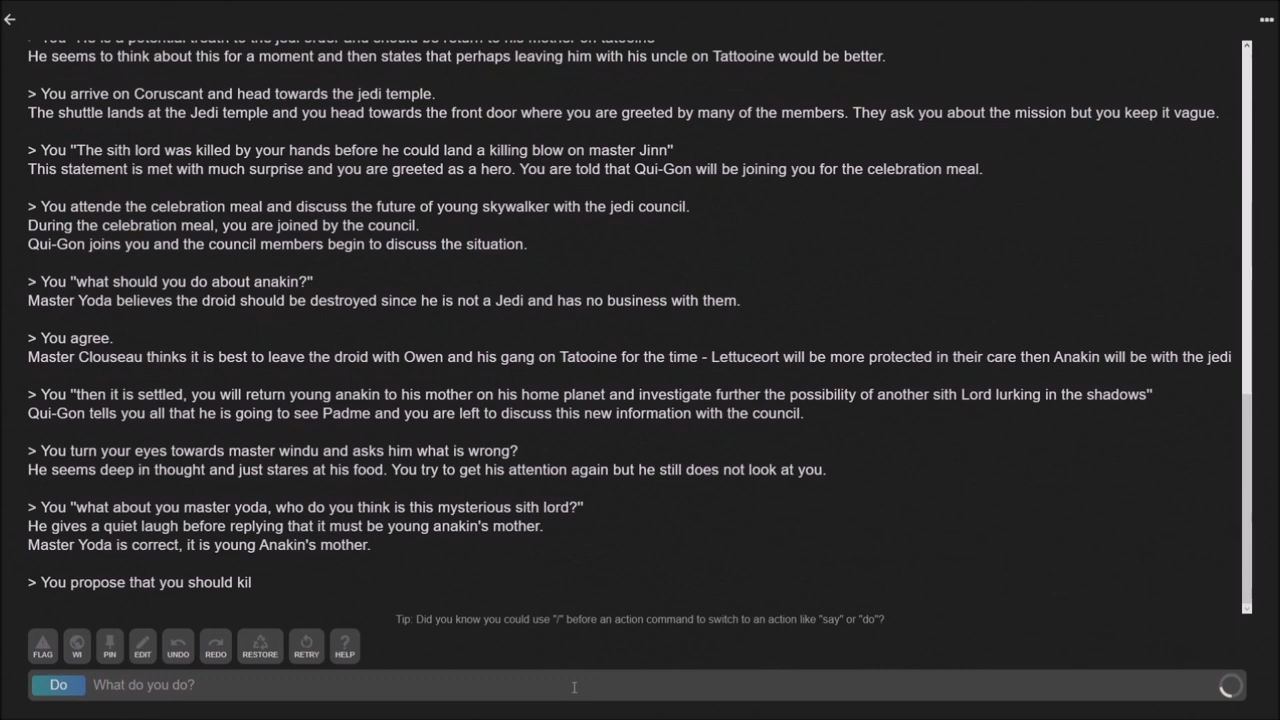 He seems to think about this for a moment and then states that perhaps leaving him with his uncle on Tattooine would be better.
> You arrive on Coruscant and head towards the jedi temple.
The shuttle lands at the Jedi temple and you head towards the front door where you are greeted by many of the members. They ask you about the mission but you keep it vague.
> You "The sith lord was killed by your hands before he could land a killing blow on master Jinn"
This statement is met with much surprise and you are greeted as a hero. You are told that Qui-Gon will be joining you for the celebration meal.
> You attende the celebration meal and discuss the future of young skywalker with the jedi council.
During the celebration meal, you are joined by the council.
Qui-Gon joins you and the council members begin to discuss the situation.
> You "what should you do about anakin?"
Master Yoda believes the droid should be destroyed since he is not a Jedi and has no business with them.
> You agree.
Master Clouseau thinks it is best to leave the droid with Owen and his gang on Tatooine for the time - Lettuceort will be more protected in their care then Anakin will be with the jedi
> You "then it is settled, you will return young anakin to his mother on his home planet and investigate further the possibility of another sith Lord lurking in the shadows"
Qui-Gon tells you all that he is going to see Padme and you are left to discuss this new information with the council.
> You turn your eyes towards master windu and asks him what is wrong?
He seems deep in thought and just stares at his food. You try to get his attention again but he still does not look at you.
> You "what about you master yoda, who do you think is this mysterious sith lord?"
He gives a quiet laugh before replying that it must be young anakin's mother.
Master Yoda is correct, it is young Anakin's mother.
> You propose that you should kil
Tip: Did you know you could use "/" before an action command to switch to an action like "say" or "do"?
FLAG WI PIN EDIT UNDO REDO RESTORE RETRY HELP
Do What do you do?